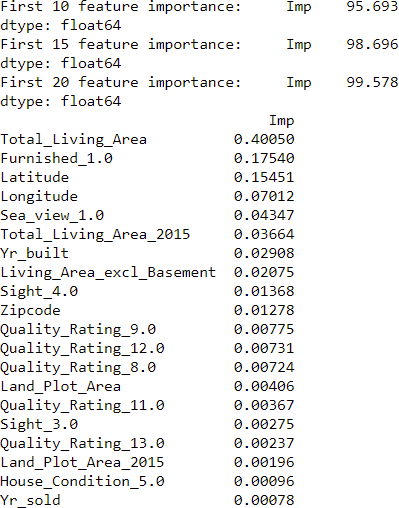 First 10 feature importance: Imp 95.693
dtype: float64
First 15 feature importance: Imp 98.696
dtype: float64
First 20 feature importance: Imp 99.578
dtype: float64
Imp
Total_Living_Area 0.40050
Furnished_1.0 0.17540
Latitude 0.15451
Longitude 0.07012
Sea_view_1.0 0.04347
Total_Living_Area_2015 0.03664
Yr_built 0.02908
Living_Area_excl_Basement 0.02075
Sight_4.0 0.01368
Zipcode 0.01278
Quality_Rating_9.0 0.00775
Quality_Rating_12.0 0.00731
Quality_Rating_8.0 0.00724
Land_Plot_Area 0.00406
Quality_Rating_11.0 0.00367
Sight_3.0 0.00275
Quality_Rating_13.0 0.00237
Land_Plot_Area_2015 0.00196
House_Condition_5.0 0.00096
Yr_sold 0.00078